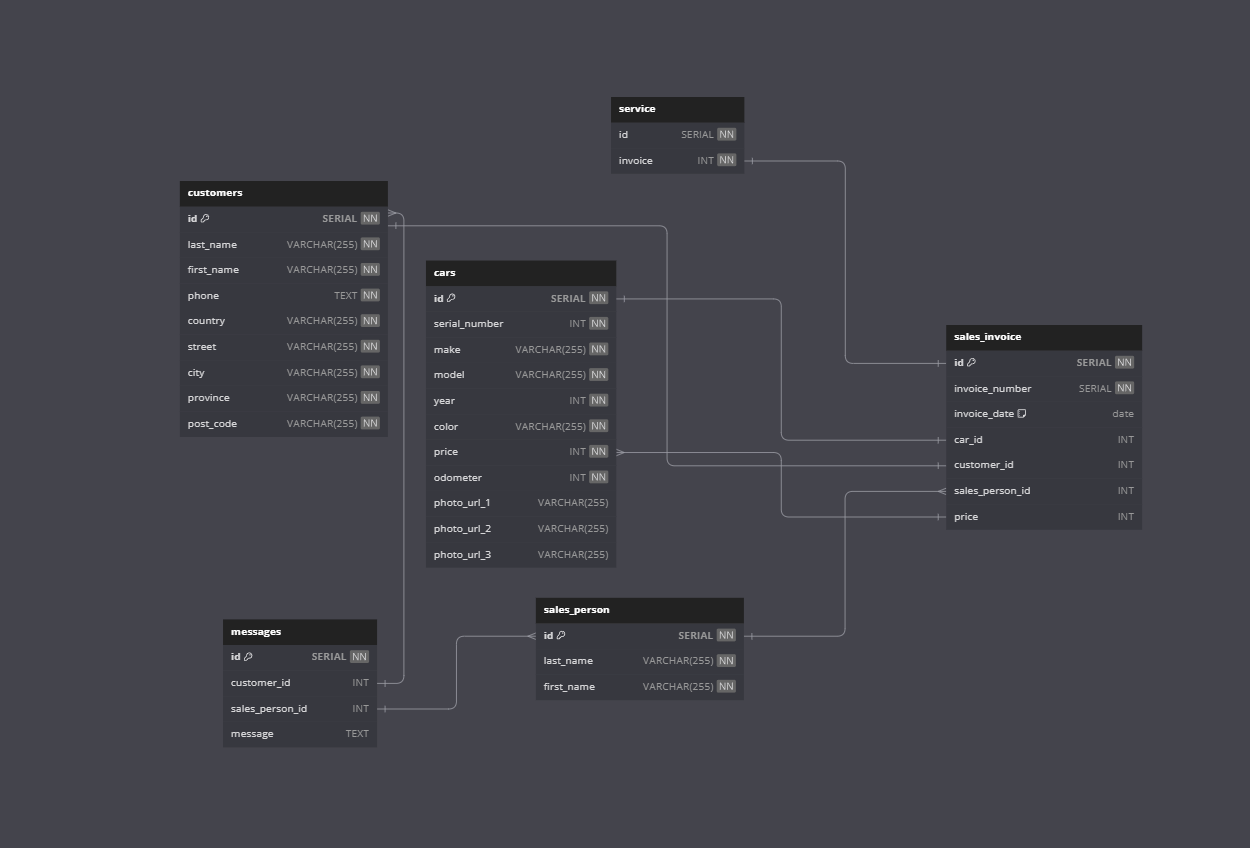 service
id SERIAL NN
invoice INT NN
customers
id SERIAL NN
last_name VARCHAR(255) NN
first_name VARCHAR(255) NN
phone TEXT NN
country VARCHAR(255) NN
street VARCHAR(255) NN
city VARCHAR(255) NN
province VARCHAR(255) NN
post_code VARCHAR(255) NN
cars
id SERIAL NN
serial_number INT NN
make VARCHAR(255) NN
model VARCHAR(255) NN
year INT NN
color VARCHAR(255) NN
price INT NN
odometer INT NN
photo_url_1 VARCHAR(255)
photo_url_2 VARCHAR(255)
photo_url_3 VARCHAR(255)
sales_invoice
id SERIAL NN
invoice_number SERIAL NN
invoice_date date
car_id INT
customer_id INT
sales_person_id INT
price INT
sales_person
id SERIAL NN
last_name VARCHAR(255) NN
first_name VARCHAR(255) NN
messages
id SERIAL NN
customer_id INT
sales_person_id INT
message TEXT